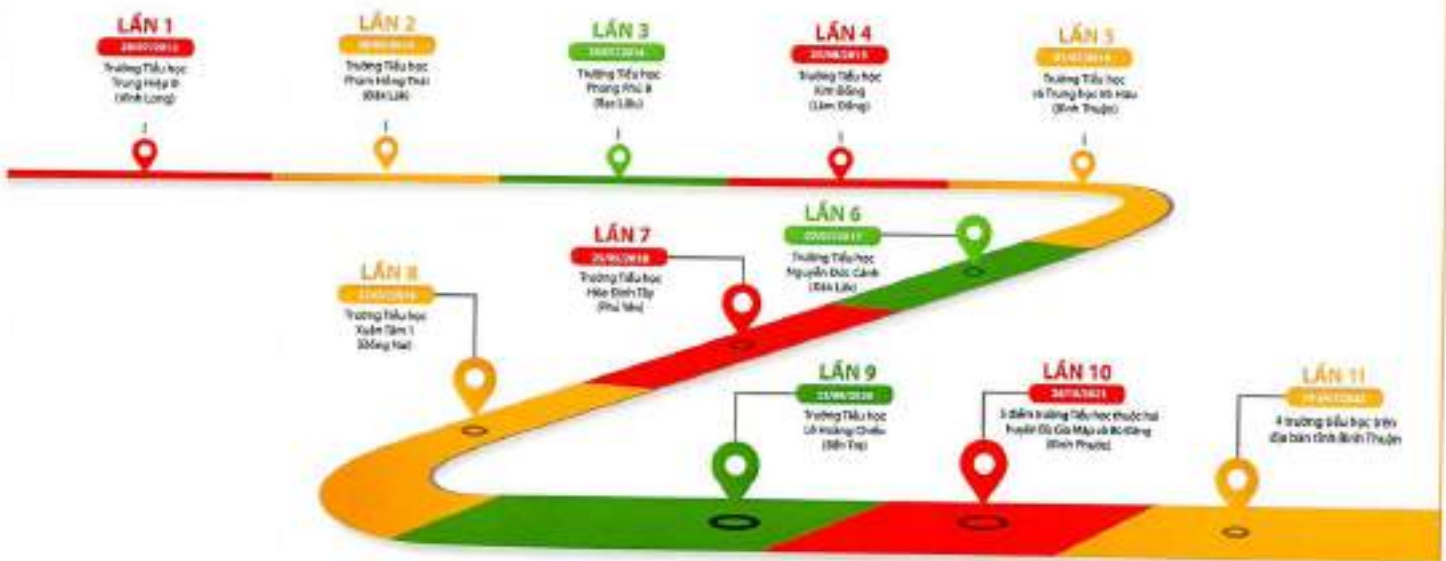 LẦN 1
Trường Tiểu học
Trung Hiệp B
(Vĩnh Long)
LẦN 2
Trường Tiểu học
Phạm Hồng Thái
(Đắk Lắk)
LẦN 3
Trường Tiểu học
Phong Phú B
(Bạc Liêu)
LẦN 4
Trường Tiểu học
Kim Đồng
(Lâm Đồng)
LẦN 5
Trường Tiểu học
và Trung học
(Bình Thuận)
LẦN 6
Trường Tiểu học
Nguyễn Đức Cảnh
(Đắk Lắk)
LẦN 7
25/05/2018
Trường Tiểu học
Hòa Định Tây
(Phú Yên)
LẦN 8
Trường Tiểu học
Xuân Tâm 1
(Đồng Nai)
LẦN 9
Trường Tiểu học
Lê Hoàng Chiếu
(Bến Tre)
LẦN 10
điểm trường Tiểu học thuộc hai
huyện Bù Gia Mập và Bù Đăng
(Bình Phước)
LẦN 11
4 trường tiểu học trên
địa bàn tỉnh Bình Thuận